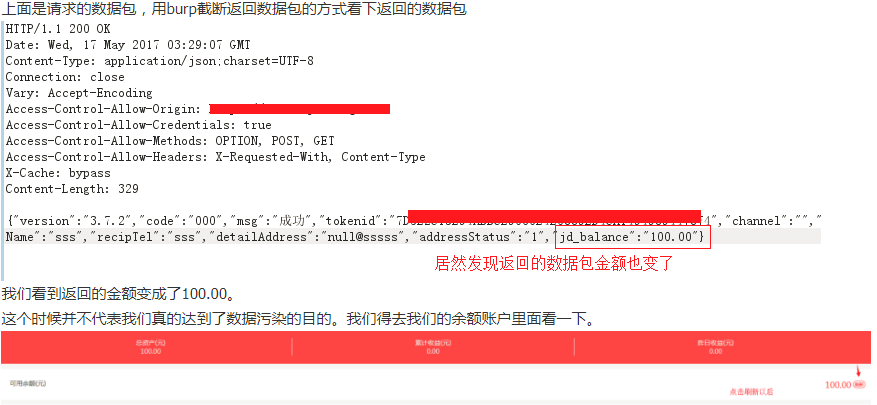 上面是请求的数据包，用burp截断返回数据包的方式看下返回的数据包
HTTP/1.1 200 OK
Date: Wed, 17 May 2017 03:29:07 GMT
Content-Type: application/json;charset=UTF-8
Connection: close
Vary: Accept-Encoding
Access-Control-Allow-Origin:
Access-Control-Allow-Credentials: true
Access-Control-Allow-Methods: OPTION, POST, GET
Access-Control-Allow-Headers: X-Requested-With, Content-Type
X-Cache: bypass
Content-Length: 329
{"version":"3.7.2","code":"000","msg":"成功","tokenid":"7D 4","channel":"","
Name":"sss","recipTel":"sss","detailAddress":"null@sssss","addressStatus":"1","jd_balance":"100.00"}
居然发现返回的数据包金额也变了
我们看到返回的金额变成了100.00。
这个时候并不代表我们真的达到了数据污染的目的。我们得去我们的余额账户里面看一下。
总资产(元) 累计收益(元) 昨日收益(元)
100.00 0.00 0.00
可用余额(元) 100.00
点击刷新以后